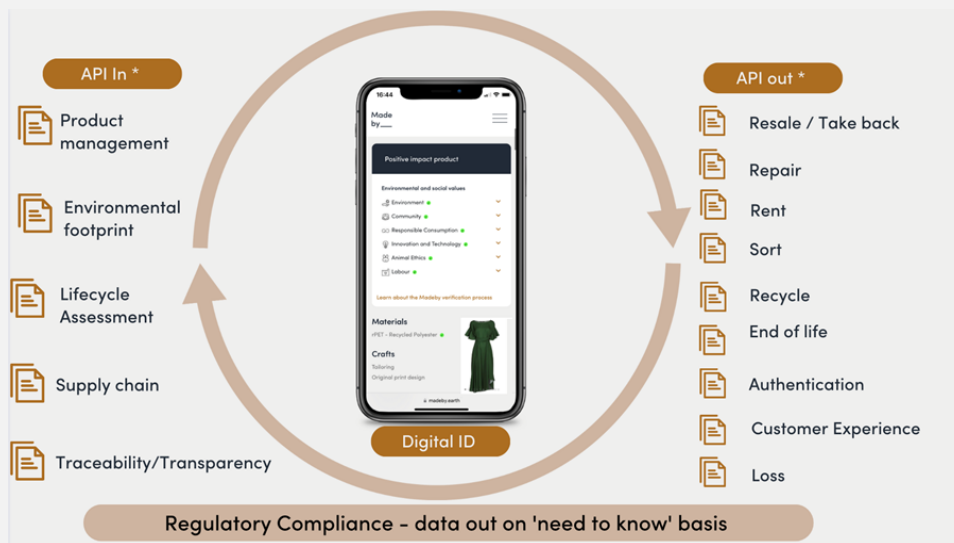 API In *
Product
management
Environmental
footprint
Lifecycle
Assessment
Supply chain
Traceability/Transparency
16:44
Made
by___
Positive impact product
Environmental and social values
Environment
Community
Responsible Consumption
Innovation and Technology
Animal Ethics
Labour
Learn about the Madeby verification process
Materials
rPET - Recycled Polyester
Crafts
Tailoring
Original print design
madeby.earth
Digital ID
API out *
Resale / Take back
Repair
Rent
Sort
Recycle
End of life
Authentication
Customer Experience
Loss
Regulatory Compliance - data out on 'need to know' basis